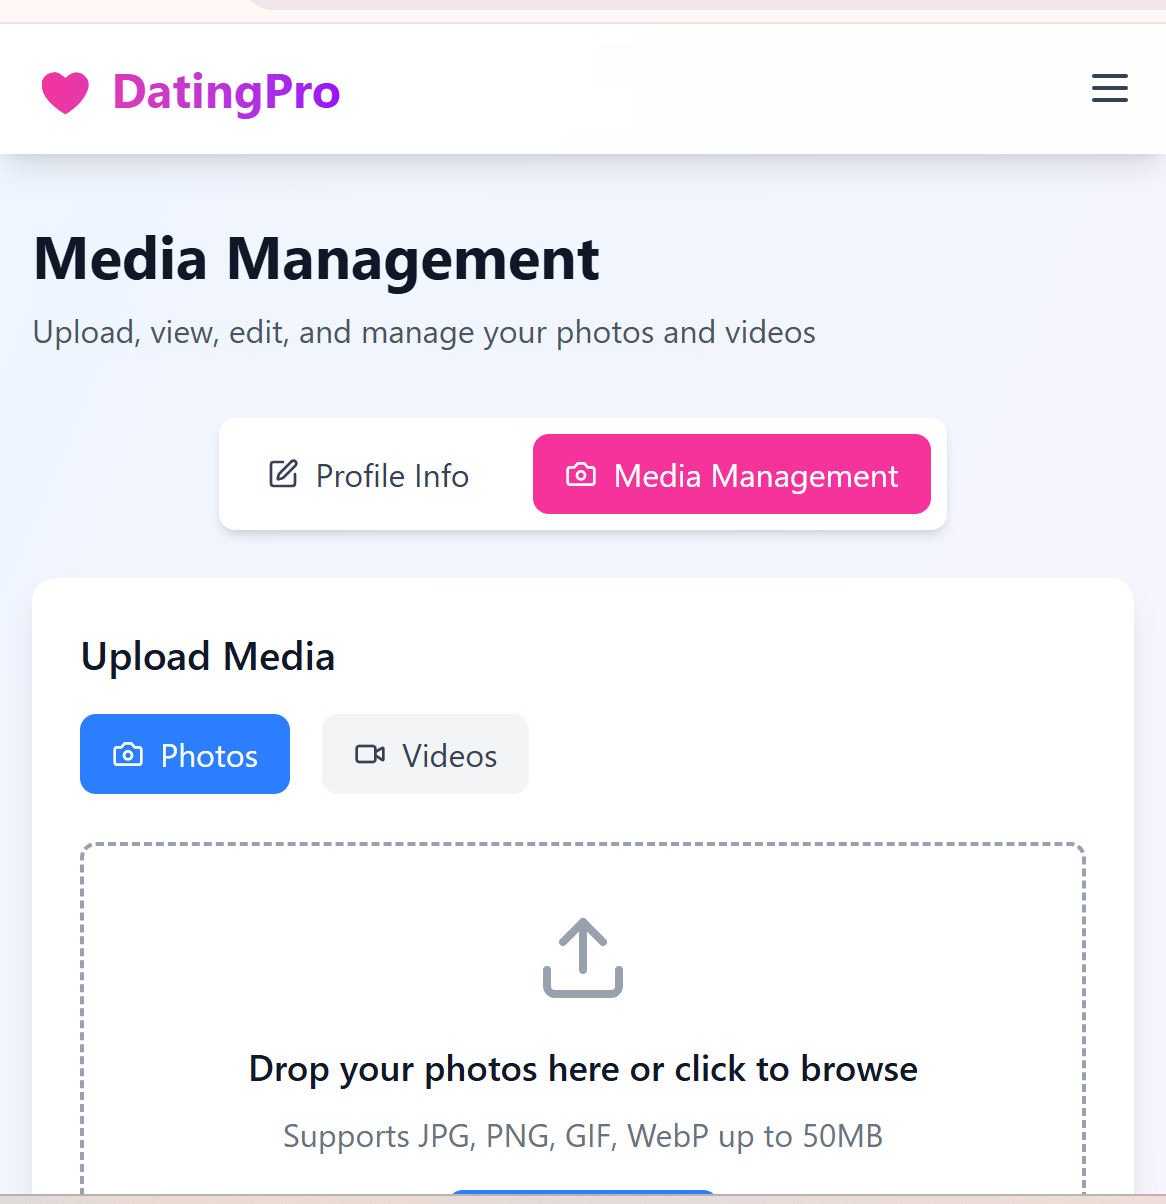 DatingPro
Media Management
Upload, view, edit, and manage your photos and videos
Profile Info
Media Management
Upload Media
Photos
Videos
Drop your photos here or click to browse
Supports JPG, PNG, GIF, WebP up to 50MB